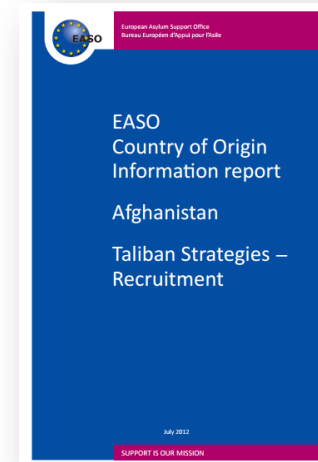 EASO
European Asylum Support Office
Bureau Européen d'Appui pour l'Asile
EASO
Country of Origin
Information report
Afghanistan
Taliban Strategies –
Recruitment
July 2012
SUPPORT IS OUR MISSION